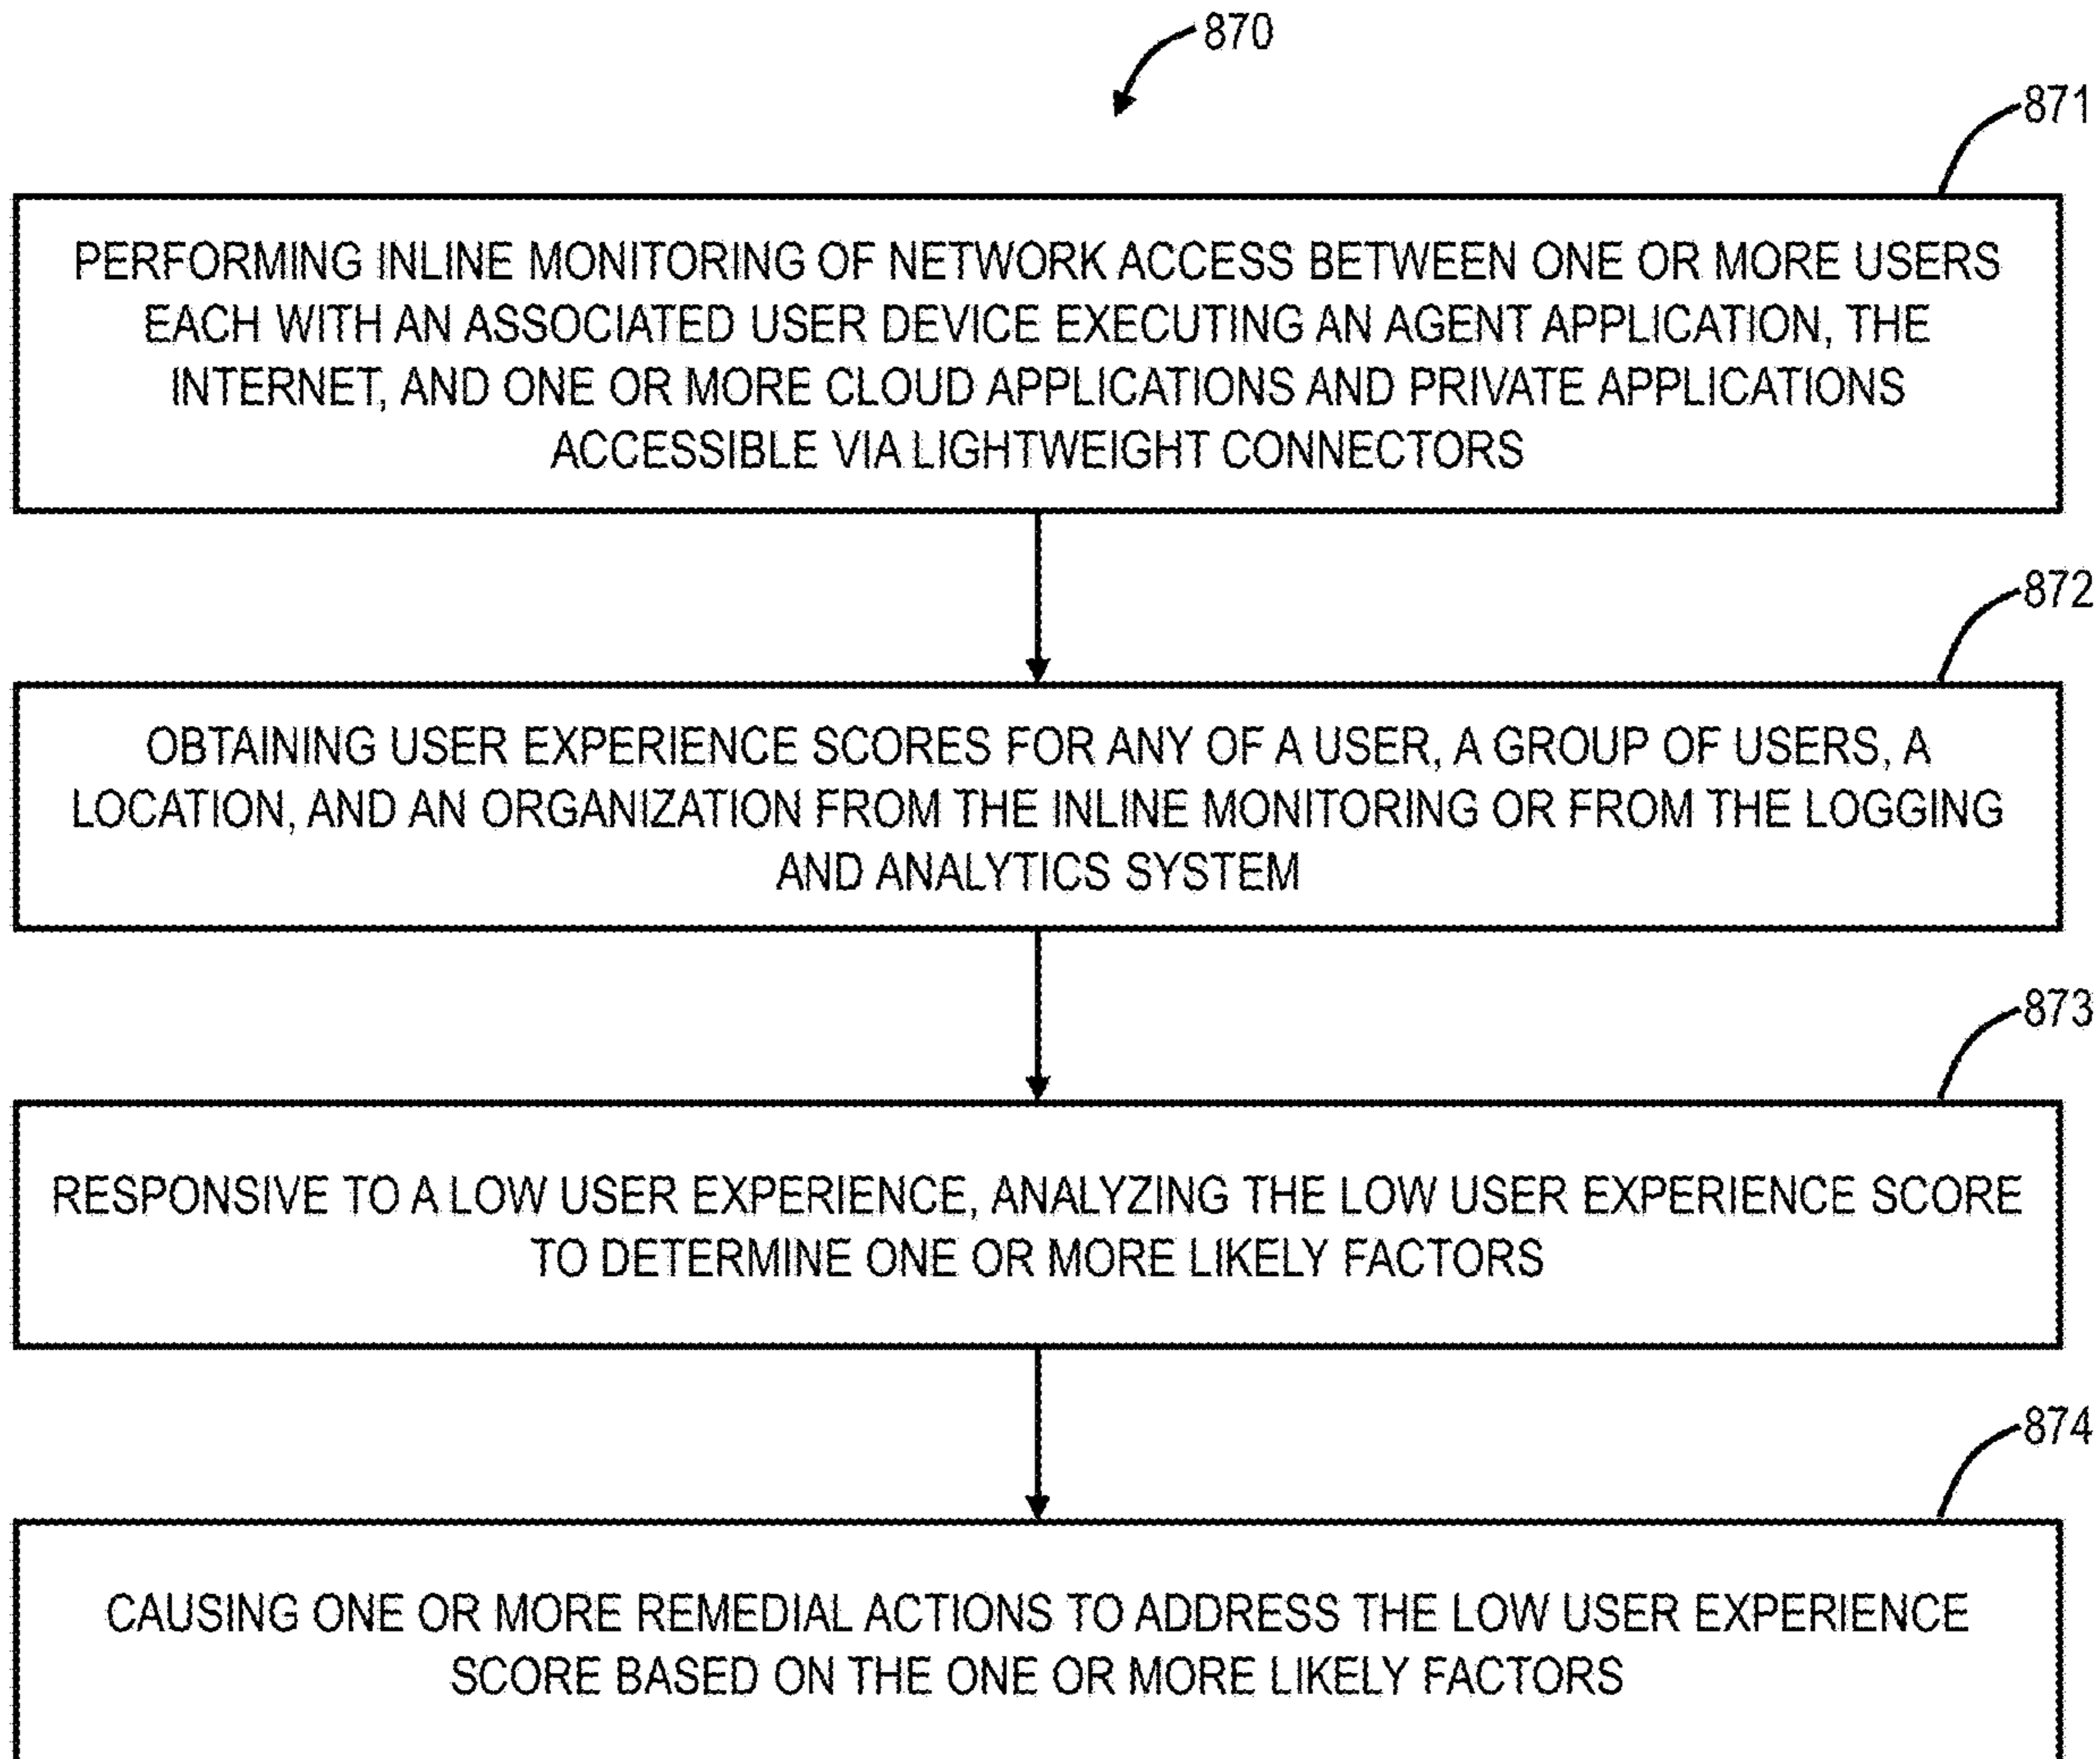 870
871
PERFORMING INLINE MONITORING OF NETWORK ACCESS BETWEEN ONE OR MORE USERS
EACH WITH AN ASSOCIATED USER DEVICE EXECUTING AN AGENT APPLICATION, THE
INTERNET, AND ONE OR MORE CLOUD APPLICATIONS AND PRIVATE APPLICATIONS
ACCESSIBLE VIA LIGHTWEIGHT CONNECTORS
872
OBTAINING USER EXPERIENCE SCORES FOR ANY OF A USER, A GROUP OF USERS, A
LOCATION, AND AN ORGANIZATION FROM THE INLINE MONITORING OR FROM THE LOGGING
AND ANALYTICS SYSTEM
873
RESPONSIVE TO A LOW USER EXPERIENCE, ANALYZING THE LOW USER EXPERIENCE SCORE
TO DETERMINE ONE OR MORE LIKELY FACTORS
874
CAUSING ONE OR MORE REMEDIAL ACTIONS TO ADDRESS THE LOW USER EXPERIENCE
SCORE BASED ON THE ONE OR MORE LIKELY FACTORS